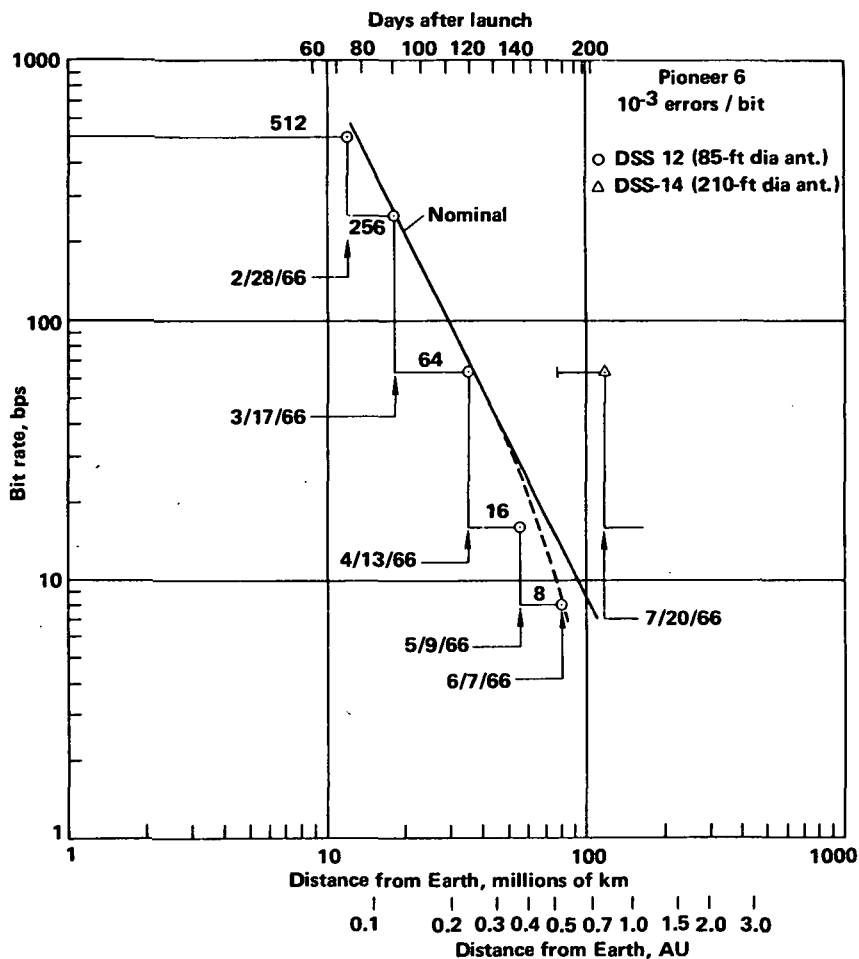 Days after launch
60 80 100 120 140 180 200
1000
Pioneer 6
10-3 errors / bit
512
DSS 12 (85-ft dia ant.)
DSS-14 (210-ft dia ant.)
Nominal
256
2/28/66
100
64
3/17/66
Bit rate, bps
16
4/13/66
10
8
7/20/66
5/9/66
6/7/66
1
1 10 100 1000
Distance from Earth, millions of km
0.1 0.2 0.3 0.4 0.5 0.7 1.0 1.5 2.0 3.0
Distance from Earth, AU